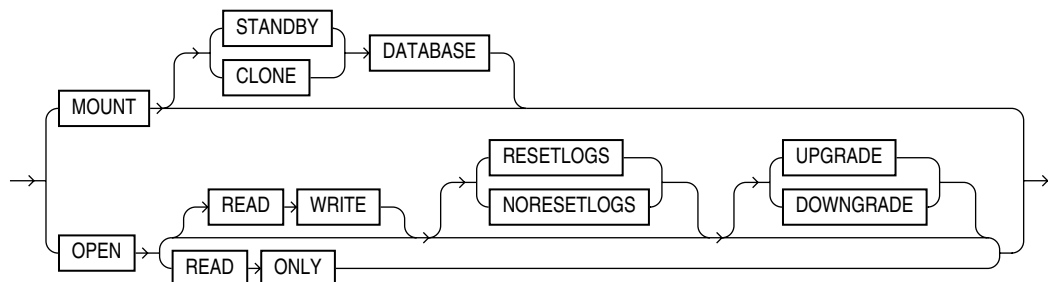 STANDBY
CLONE
DATABASE
MOUNT
RESETLOGS
NORESETLOGS
UPGRADE
DOWNGRADE
READ WRITE
OPEN
READ ONLY